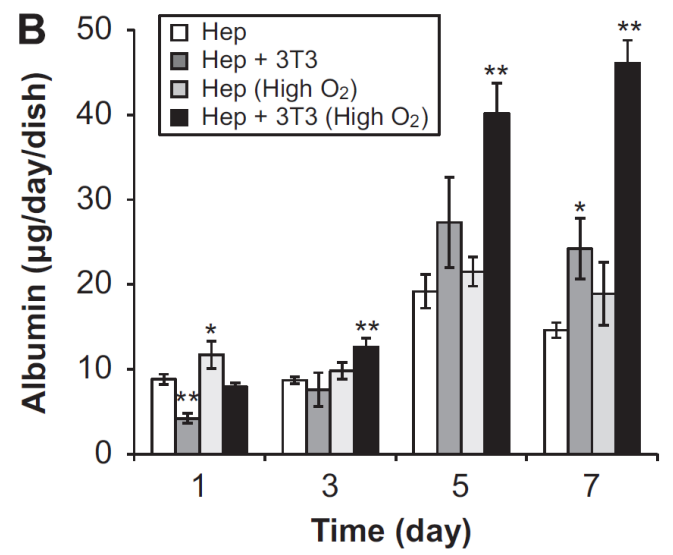 B
Hep
Hep + 3T3
Hep (High O₂)
Hep + 3T3 (High O₂)
Albumin (µg/day/dish)
50
40
30
20
10
0
**
*
**
**
*
**
1 3 5 7
Time (day)